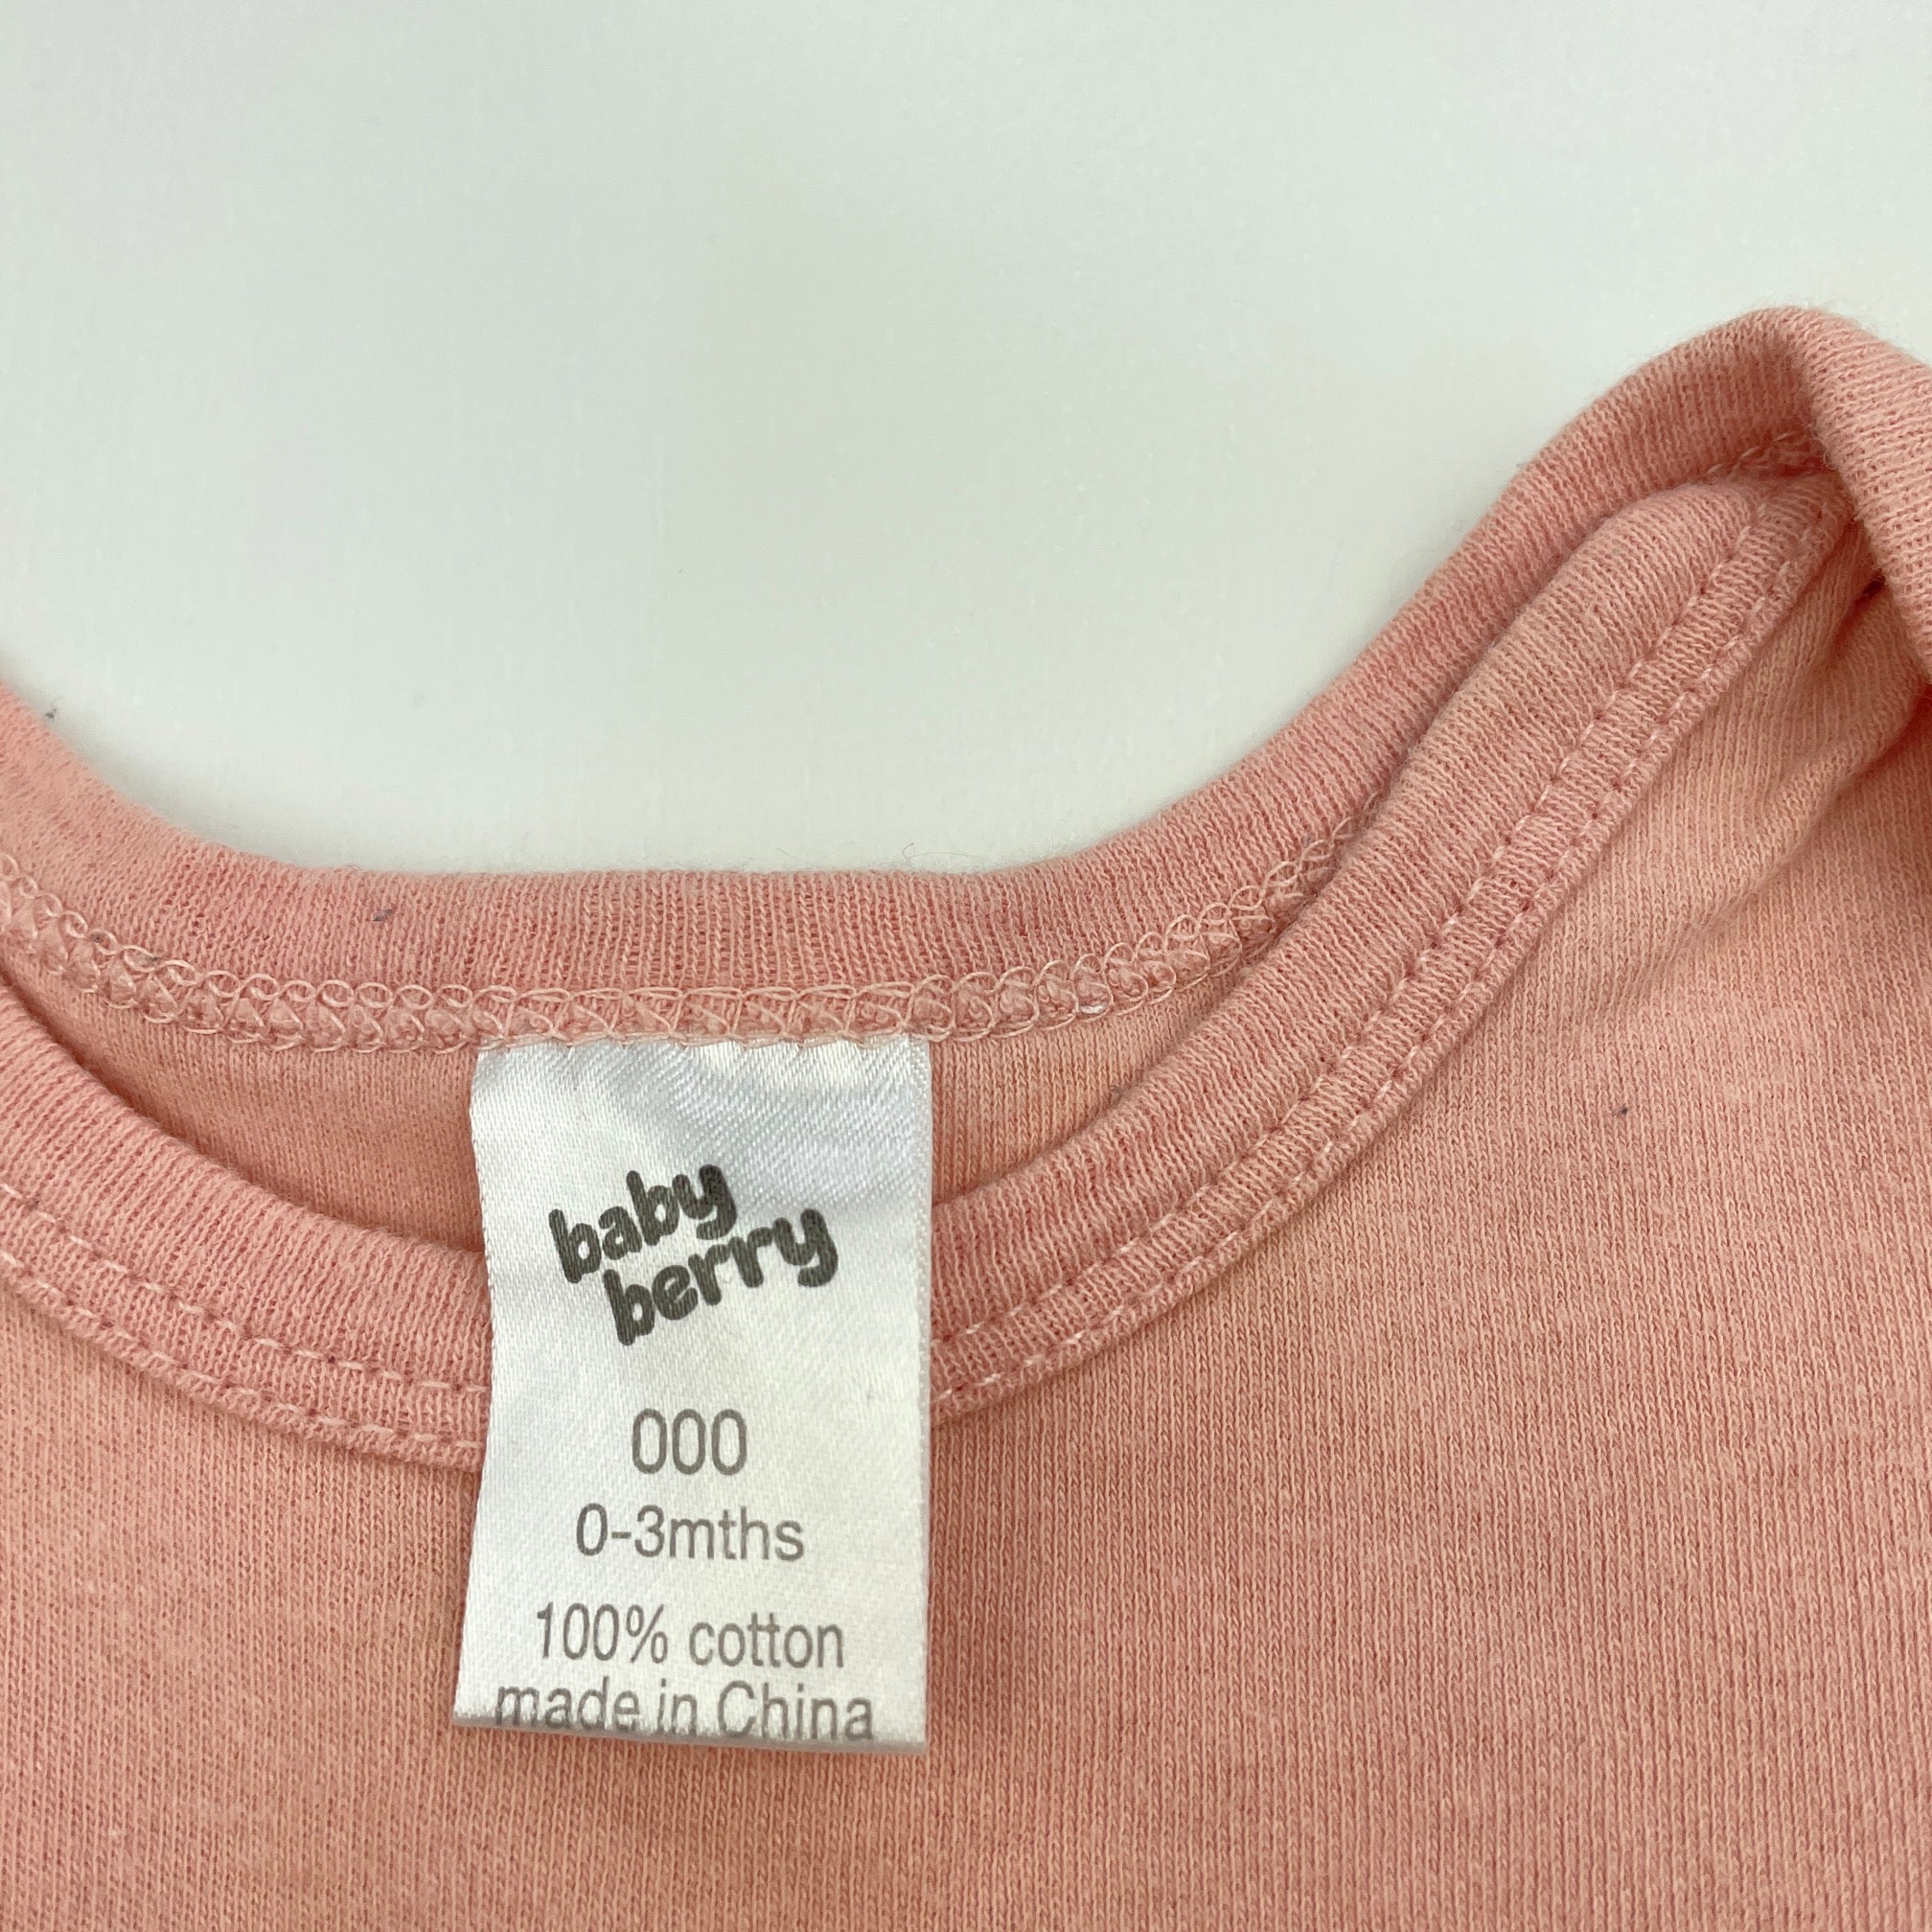 baby
berry
000
0-3mths
100% cotton
made in China